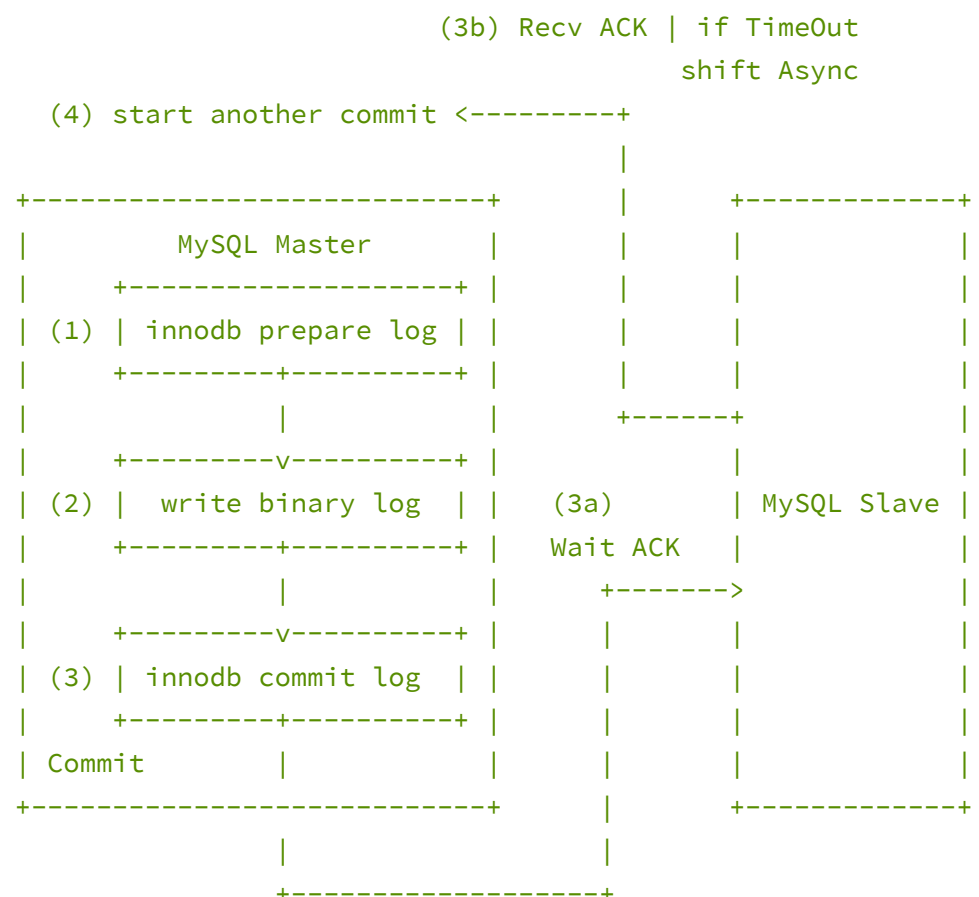 (3b) Recv ACK | if TimeOut
shift Async
(4) start another commit <---------+
|
+----------------------------+ | +-------------+
| MySQL Master | | | |
| +--------------------+ | | | |
| (1) | innodb prepare log | | | | |
| +---------+----------+ | | | |
| | | +------+ |
| +---------v----------+ | | |
| (2) | write binary log | | (3a) | MySQL Slave |
| +---------+----------+ | Wait ACK | |
| | | +-------> |
| +---------v----------+ | | | |
| (3) | innodb commit log | | | | |
| +---------+----------+ | | | |
| Commit | | | | |
+----------------------------+ | +-------------+
| |
+--------------------+